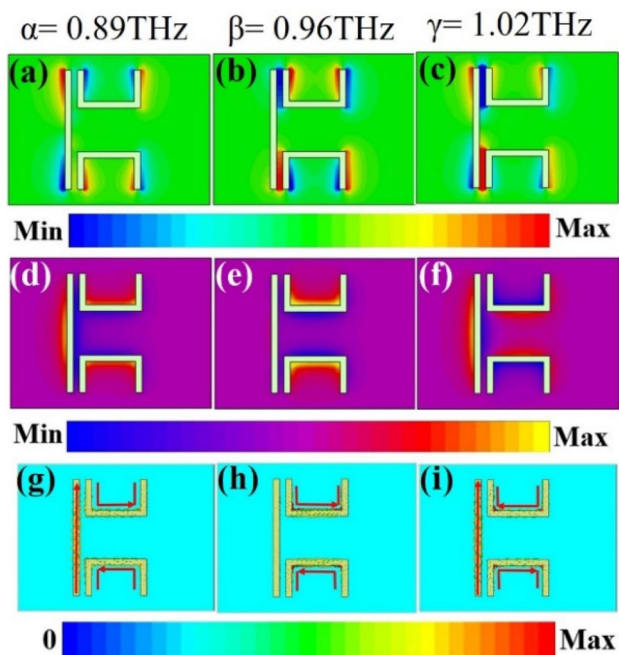 α= 0.89THz β= 0.96THz γ= 1.02THz
(a) (b) (c)
Min Max
(d) (e) (f)
Min Max
(g) (h) (i)
0 Max